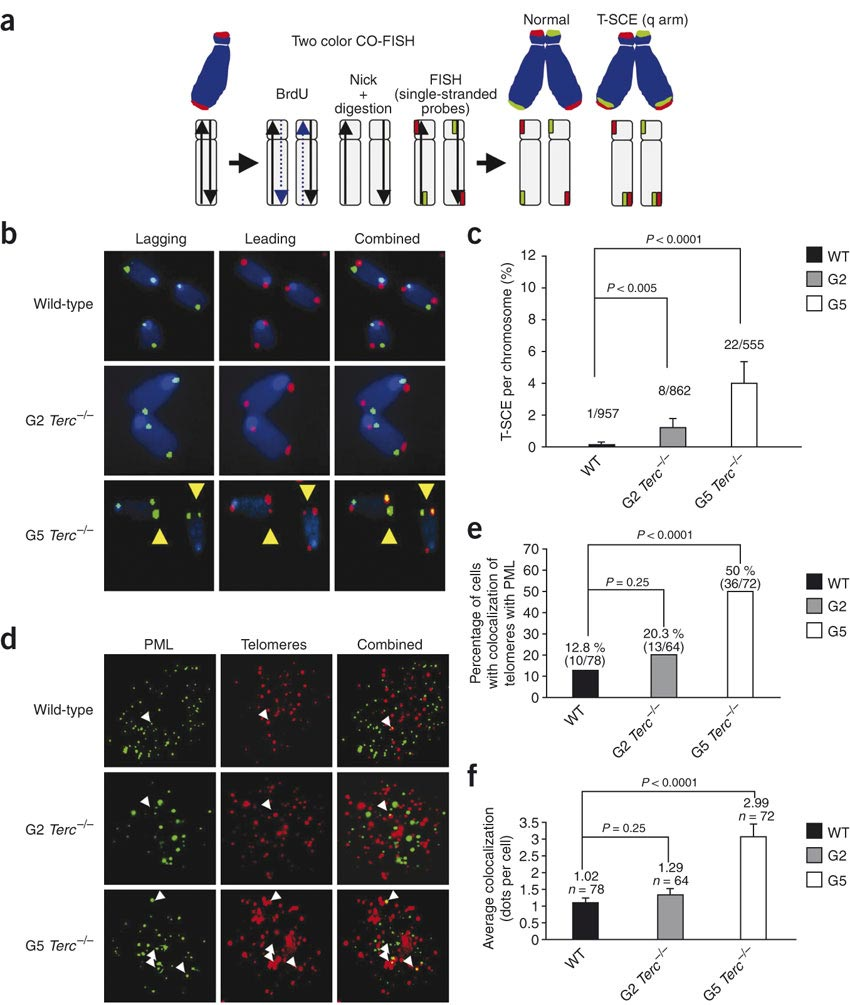 a
Two color CO-FISH
BrdU
Nick
+
digestion
FISH
(single-stranded
probes)
Normal
T-SCE (q arm)
b
Lagging
Leading
Combined
Wild-type
G2 Terc–/–
G5 Terc–/–
c
T-SCE per chromosome (%)
12
10
8
6
4
2
0
P < 0.0001
P < 0.005
1/957
8/862
22/555
WT
G2 Terc–/–
G5 Terc–/–
WT
G2
G5
d
PML
Telomeres
Combined
Wild-type
G2 Terc–/–
G5 Terc–/–
e
Percentage of cells
with colocalization of
telomeres with PML
70
60
50
40
30
20
10
0
P < 0.0001
P = 0.25
12.8 %
(10/78)
20.3 %
(13/64)
50 %
(36/72)
WT
G2 Terc–/–
G5 Terc–/–
WT
G2
G5
f
Average colocalization
(dots per cell)
3.5
3
2.5
2
1.5
1
0.5
0
P < 0.0001
P = 0.25
1.02
n = 78
1.29
n = 64
2.99
n = 72
WT
G2 Terc–/–
G5 Terc–/–
WT
G2
G5